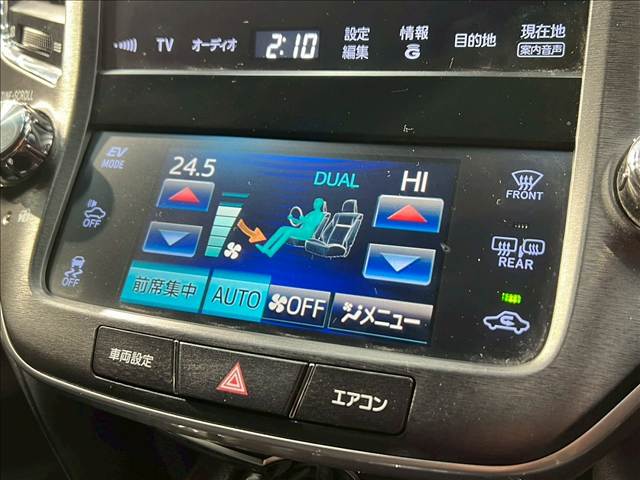 TV
オーディオ
2:10
設定
編集
情報
G
目的地
現在地
案内音声
TUNE•SCROLL
EV
MODE
24.5
DUAL
HI
FRONT
OFF
REAR
OFF
前席集中
AUTO
OFF
メニュー
車両設定
エアコン